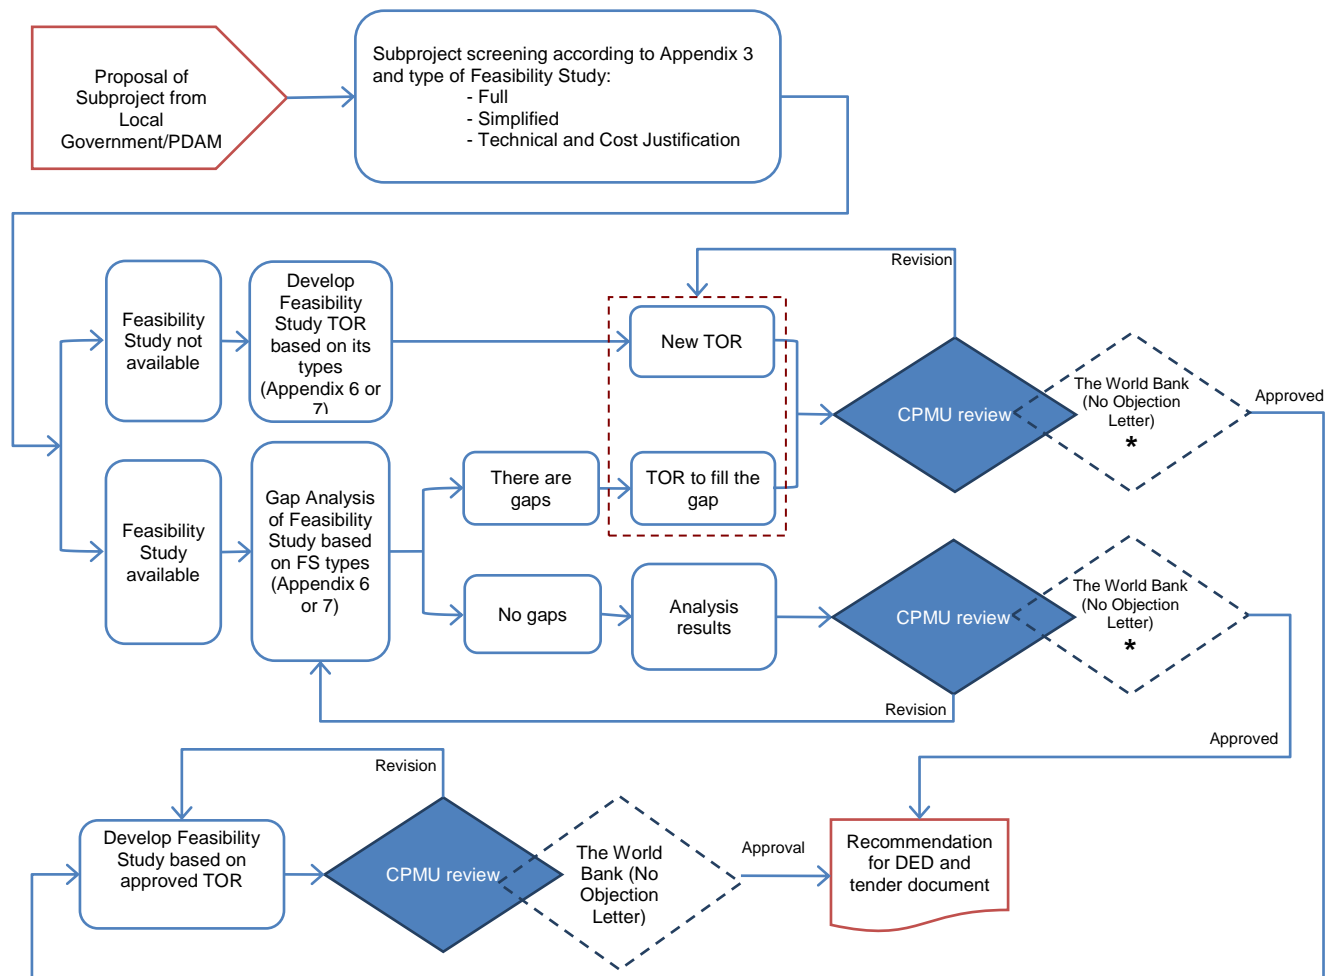 Proposal of
Subproject from
Local
Government/PDAM
Subproject screening according to Appendix 3
and type of Feasibility Study:
- Full
- Simplified
- Technical and Cost Justification
Revision
Feasibility
Study not
available
Develop
Feasibility
Study TOR
based on its
types
(Appendix 6 or
7)
New TOR
CPMU review
The World Bank
(No Objection
Letter)
*
Approved
Feasibility
Study
available
Gap Analysis
of Feasibility
Study based
on FS types
(Appendix 6
or 7)
There are
gaps
TOR to fill the
gap
No gaps
Analysis
results
CPMU review
The World Bank
(No Objection
Letter)
*
Revision
Approved
Revision
Develop Feasibility
Study based on
approved TOR
CPMU review
The World
Bank (No
Objection
Letter)
Approval
Recommendation
for DED and
tender document